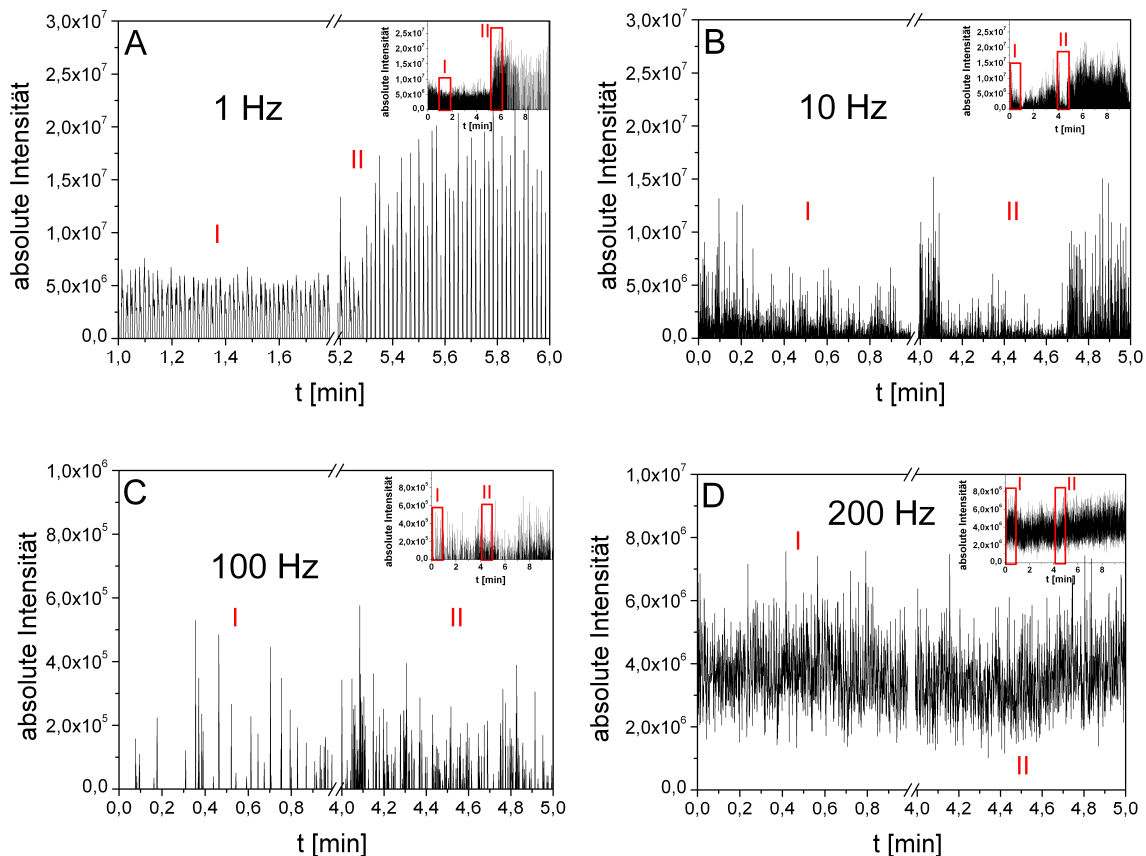 A
1 Hz
I
II
absolute Intensität
3,0x10⁷
2,5x10⁷
2,0x10⁷
1,5x10⁷
1,0x10⁷
5,0x10⁶
0,0
1,0 1,2 1,4 1,6 1,8 5,2 5,4 5,6 5,8 6,0
t [min]
absolute Intensität
2,5x10⁷
2,0x10⁷
1,5x10⁷
1,0x10⁷
5,0x10⁶
0,0
I
II
0 2 4 6 8
t [min]
B
10 Hz
I
II
absolute Intensität
3,0x10⁷
2,5x10⁷
2,0x10⁷
1,5x10⁷
1,0x10⁷
5,0x10⁶
0,0
0,0 0,2 0,4 0,6 0,8 4,0 4,2 4,4 4,6 4,8 5,0
t [min]
absolute Intensität
2,5x10⁷
2,0x10⁷
1,5x10⁷
1,0x10⁷
5,0x10⁶
0,0
I
II
0 2 4 6 8
t [min]
C
100 Hz
I
II
absolute Intensität
1,0x10⁶
8,0x10⁵
6,0x10⁵
4,0x10⁵
2,0x10⁵
0,0
0,0 0,2 0,4 0,6 0,8 4,0 4,2 4,4 4,6 4,8 5,0
t [min]
absolute Intensität
8,0x10⁵
6,0x10⁵
4,0x10⁵
2,0x10⁵
0,0
I
II
0 2 4 6 8
t [min]
D
200 Hz
I
II
absolute Intensität
1,0x10⁷
8,0x10⁶
6,0x10⁶
4,0x10⁶
2,0x10⁶
0,0
0,0 0,2 0,4 0,6 0,8 4,0 4,2 4,4 4,6 4,8 5,0
t [min]
absolute Intensität
8,0x10⁶
6,0x10⁶
4,0x10⁶
2,0x10⁶
0,0
I
II
0 2 4 6 8
t [min]